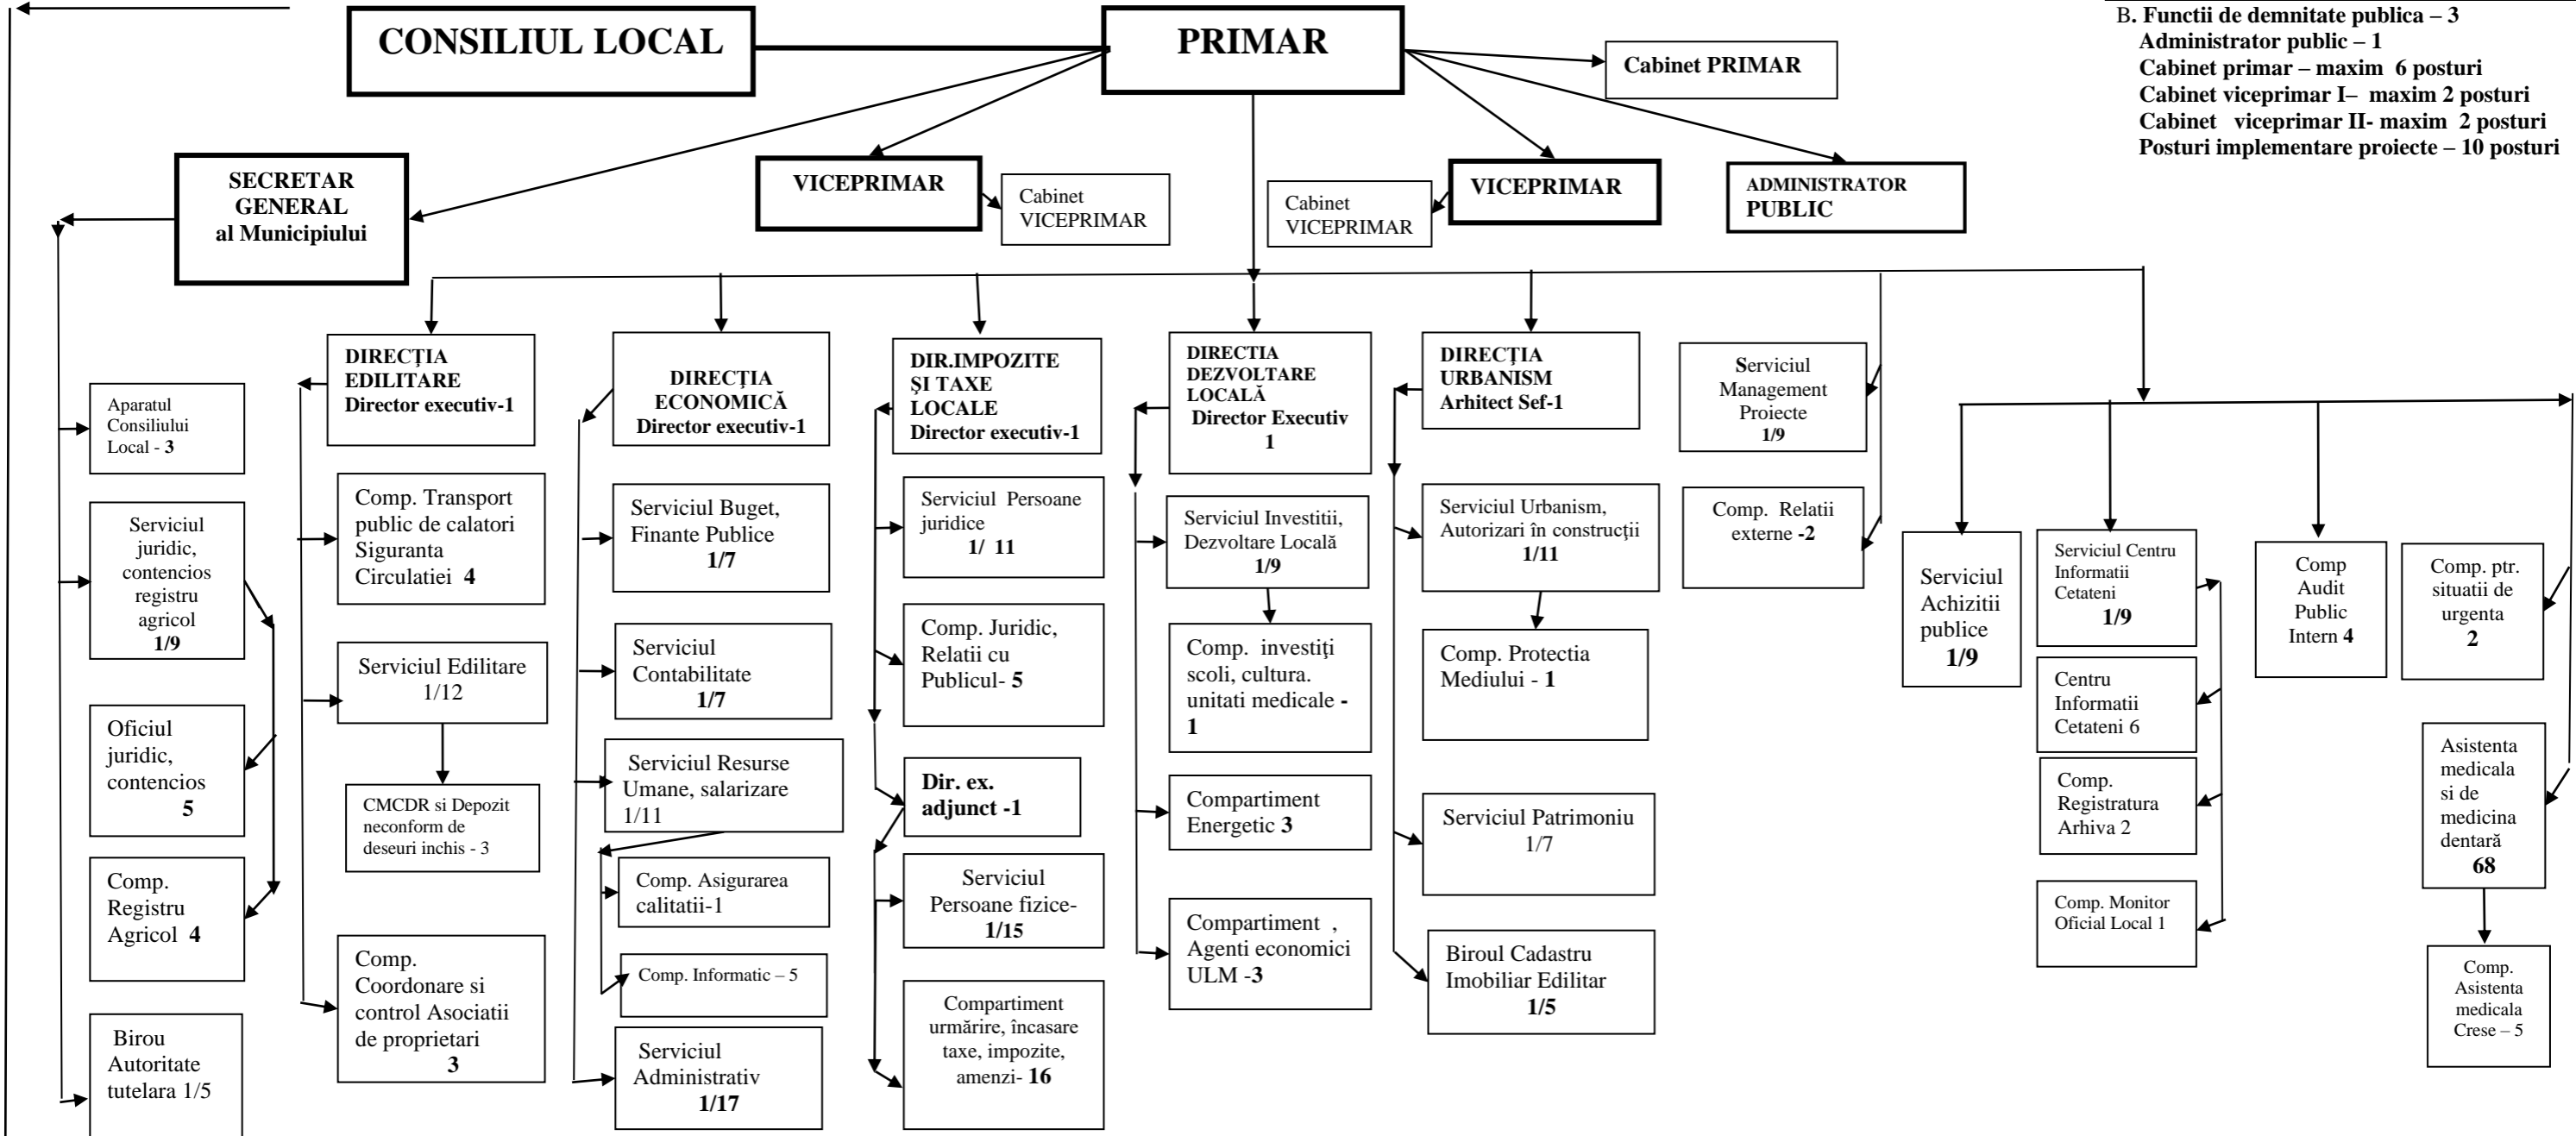 B. Functii de demnitate publica – 3
Administrator public – 1
Cabinet primar – maxim 6 posturi
Cabinet viceprimar I– maxim 2 posturi
Cabinet viceprimar II- maxim 2 posturi
Posturi implementare proiecte – 10 posturi
CONSILIUL LOCAL
PRIMAR
Cabinet PRIMAR
SECRETAR
GENERAL
al Municipiului
VICEPRIMAR
Cabinet
VICEPRIMAR
Cabinet
VICEPRIMAR
VICEPRIMAR
ADMINISTRATOR
PUBLIC
Aparatul
Consiliului
Local - 3
Serviciul
juridic,
contencios
registru
agricol
1/9
Oficiul
juridic,
contencios
5
Comp.
Registru
Agricol 4
Birou
Autoritate
tutelara 1/5
DIRECŢIA
EDILITARE
Director executiv-1
Comp. Transport
public de calatori
Siguranta
Circulatiei 4
Serviciul Edilitare
1/12
CMCDR si Depozit
neconform de
deseuri inchis - 3
Comp.
Coordonare si
control Asociatii
de proprietari
3
DIRECŢIA
ECONOMICĂ
Director executiv-1
Serviciul Buget,
Finante Publice
1/7
Serviciul
Contabilitate
1/7
Serviciul Resurse
Umane, salarizare
1/11
Comp. Asigurarea
calitatii-1
Comp. Informatic – 5
Serviciul
Administrativ
1/17
DIR.IMPOZITE
ŞI TAXE
LOCALE
Director executiv-1
Serviciul Persoane
juridice
1/ 11
Comp. Juridic,
Relatii cu
Publicul- 5
Dir. ex.
adjunct -1
Serviciul
Persoane fizice-
1/15
Compartiment
urmărire, încasare
taxe, impozite,
amenzi- 16
DIRECTIA
DEZVOLTARE
LOCALĂ
Director Executiv
1
Serviciul Investitii,
Dezvoltare Locală
1/9
Comp. investiţi
scoli, cultura.
unitati medicale -
1
Compartiment
Energetic 3
Compartiment ,
Agenti economici
ULM -3
DIRECŢIA
URBANISM
Arhitect Sef-1
Serviciul Urbanism,
Autorizari în construcţii
1/11
Comp. Protectia
Mediului - 1
Serviciul Patrimoniu
1/7
Biroul Cadastru
Imobiliar Edilitar
1/5
Serviciul
Management
Proiecte
1/9
Comp. Relatii
externe -2
Serviciul
Achizitii
publice
1/9
Serviciul Centru
Informatii
Cetateni
1/9
Centru
Informatii
Cetateni 6
Comp.
Registratura
Arhiva 2
Comp. Monitor
Oficial Local 1
Comp
Audit
Public
Intern 4
Comp. ptr.
situatii de
urgenta
2
Asistenta
medicala
si de
medicina
dentară
68
Comp.
Asistenta
medicala
Crese – 5